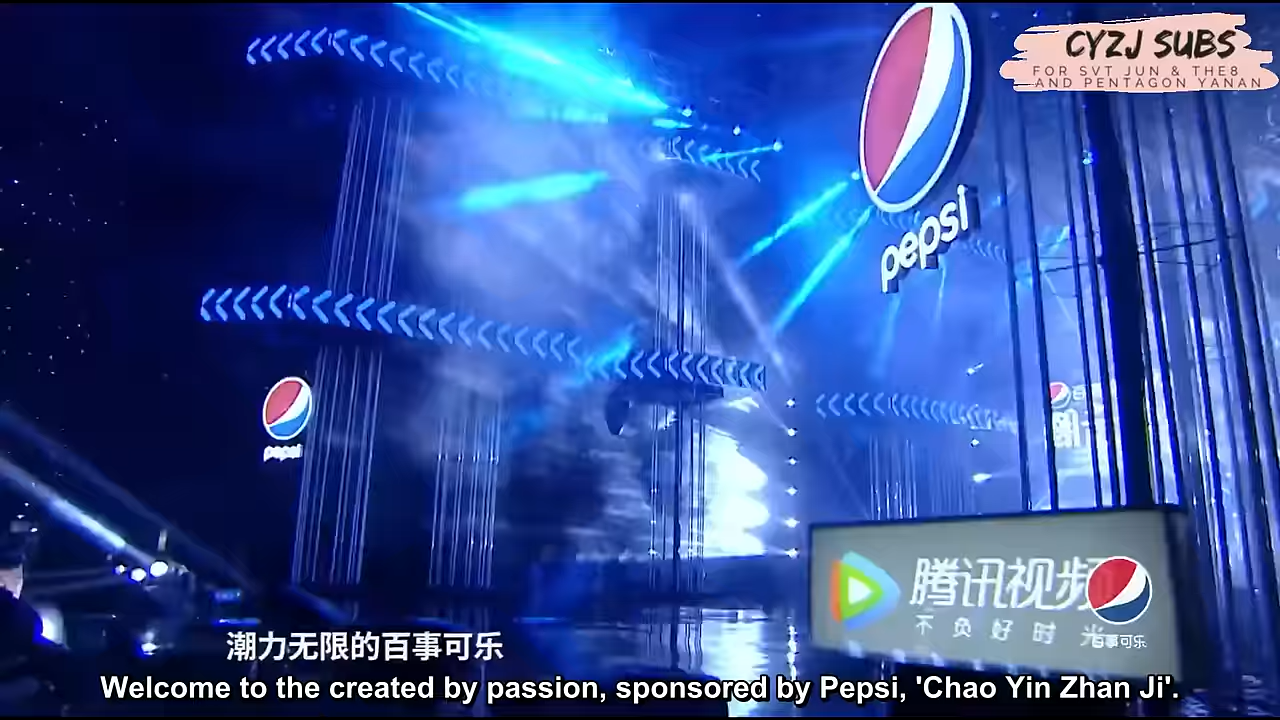 CYZJ SUBS
FOR SVT JUN & THE8
AND PENTAGON YANAN
pepsi
pepsi
腾讯视频
不负好时光
百事可乐
潮力无限的百事可乐
Welcome to the created by passion, sponsored by Pepsi, 'Chao Yin Zhan Ji'.